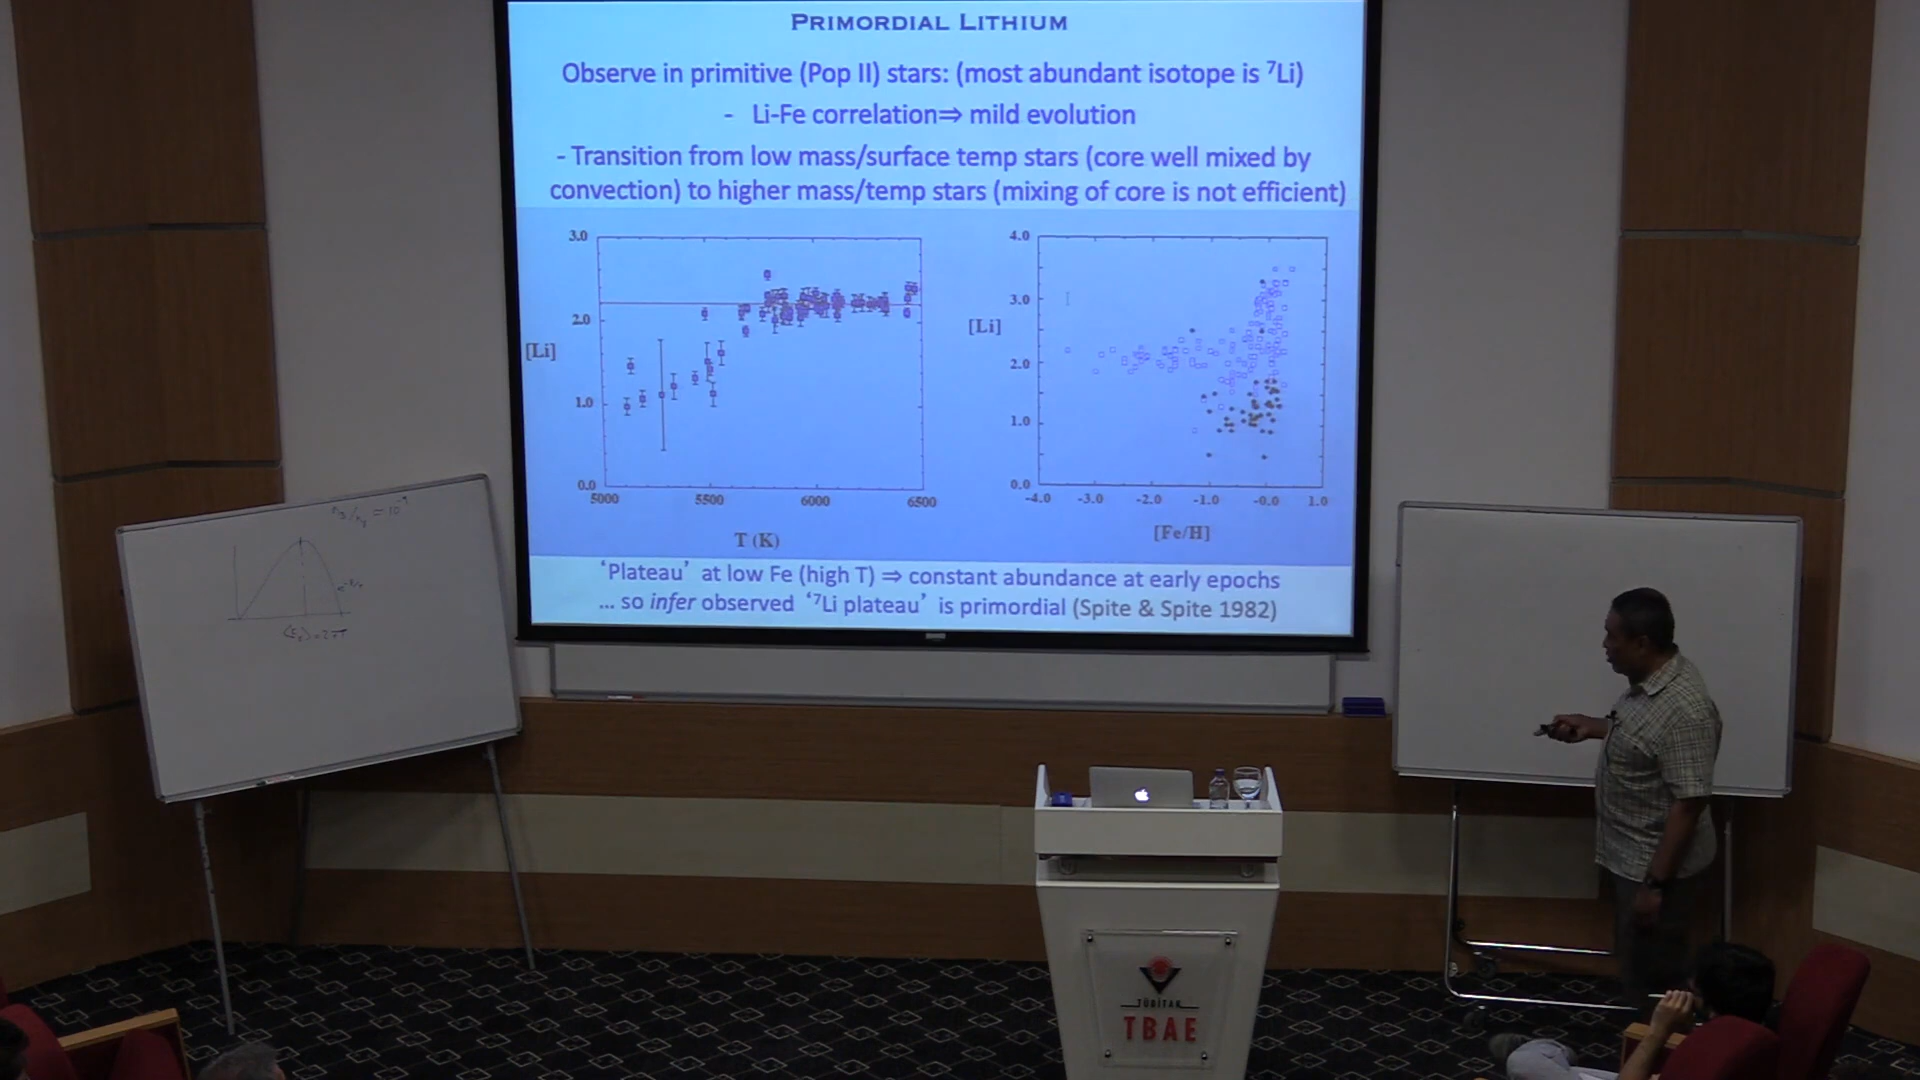 PRIMORDIAL LITHIUM
Observe in primitive (Pop II) stars: (most abundant isotope is ⁷Li)
- Li-Fe correlation⇒ mild evolution
- Transition from low mass/surface temp stars (core well mixed by
convection) to higher mass/temp stars (mixing of core is not efficient)
3.0
2.0
[Li]
1.0
0.0
5000 5500 6000 6500
T (K)
4.0
3.0
[Li]
2.0
1.0
0.0
-4.0 -3.0 -2.0 -1.0 -0.0 1.0
[Fe/H]
‘Plateau’ at low Fe (high T) ⇒ constant abundance at early epochs
... so infer observed ‘⁷Li plateau’ is primordial (Spite & Spite 1982)
TÜBİTAK
TBAE